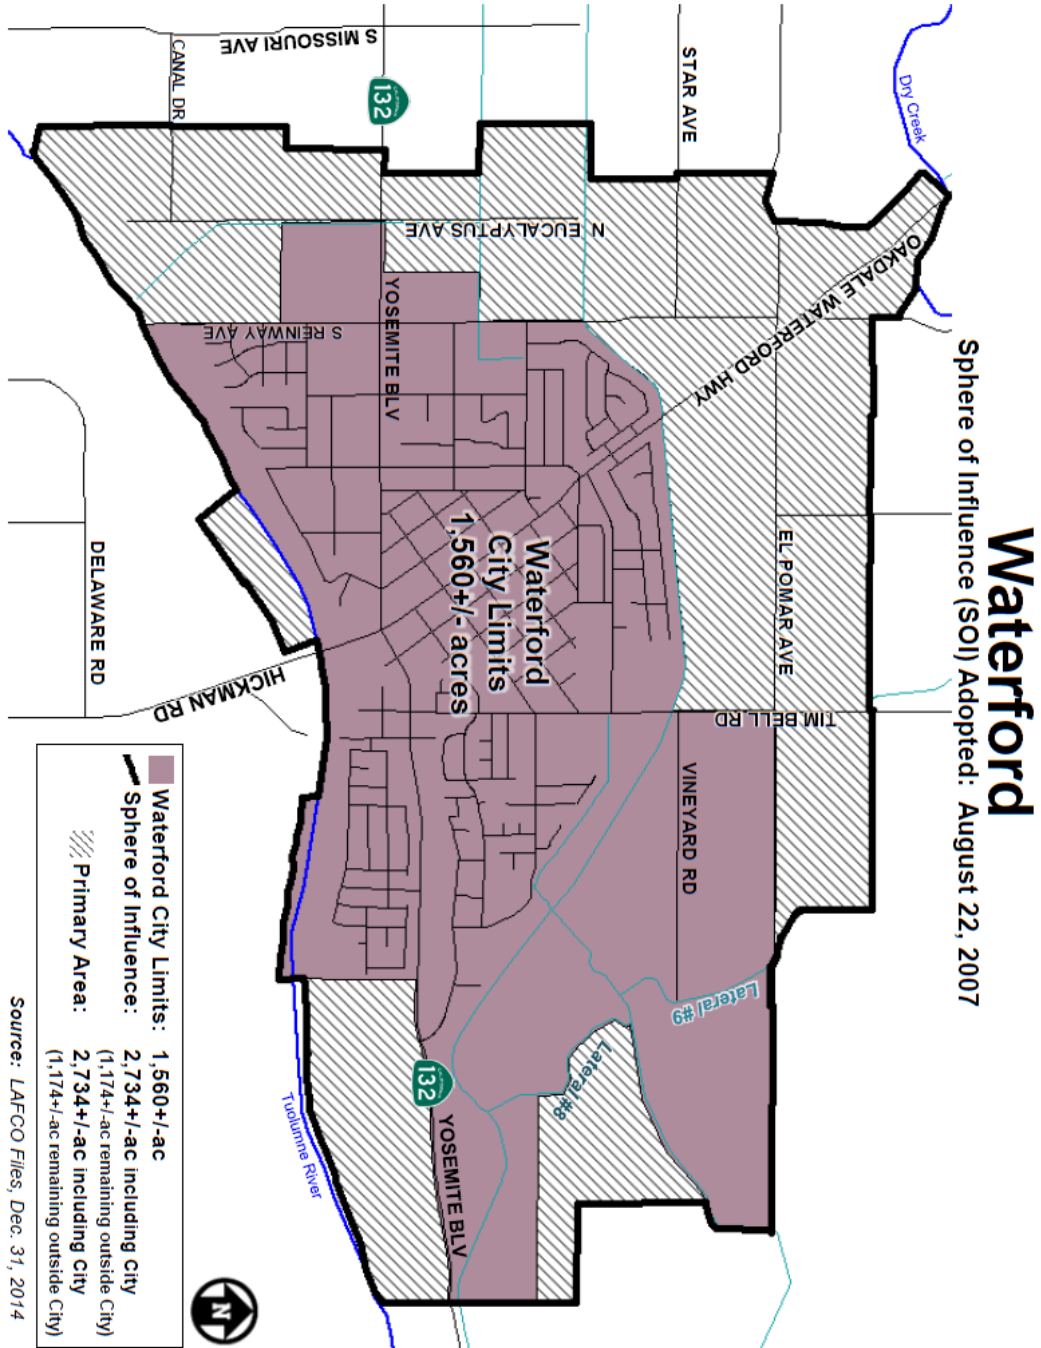 Waterford
Sphere of Influence (SOI) Adopted: August 22, 2007
Dry Creek
STAR AVE
OAKDALE WATERFORD HWY
EL POMAR AVE
TIM BELL RD
VINEYARD RD
Lateral #9
Lateral #8
N EUCALYPTUS AVE
S MISSOURI AVE
CANAL DR
CALIFORNIA
132
YOSEMITE BLV
S REINWAY AVE
Waterford
City Limits
1,560+/- acres
HICKMAN RD
DELAWARE RD
CALIFORNIA
132
YOSEMITE BLV
Tuolumne River
Waterford City Limits: 1,560+/-ac
Sphere of Influence: 2,734+/-ac including City
(1,174+/-ac remaining outside City)
Primary Area: 2,734+/-ac including City
(1,174+/-ac remaining outside City)
Source: LAFCO Files, Dec. 31, 2014
N